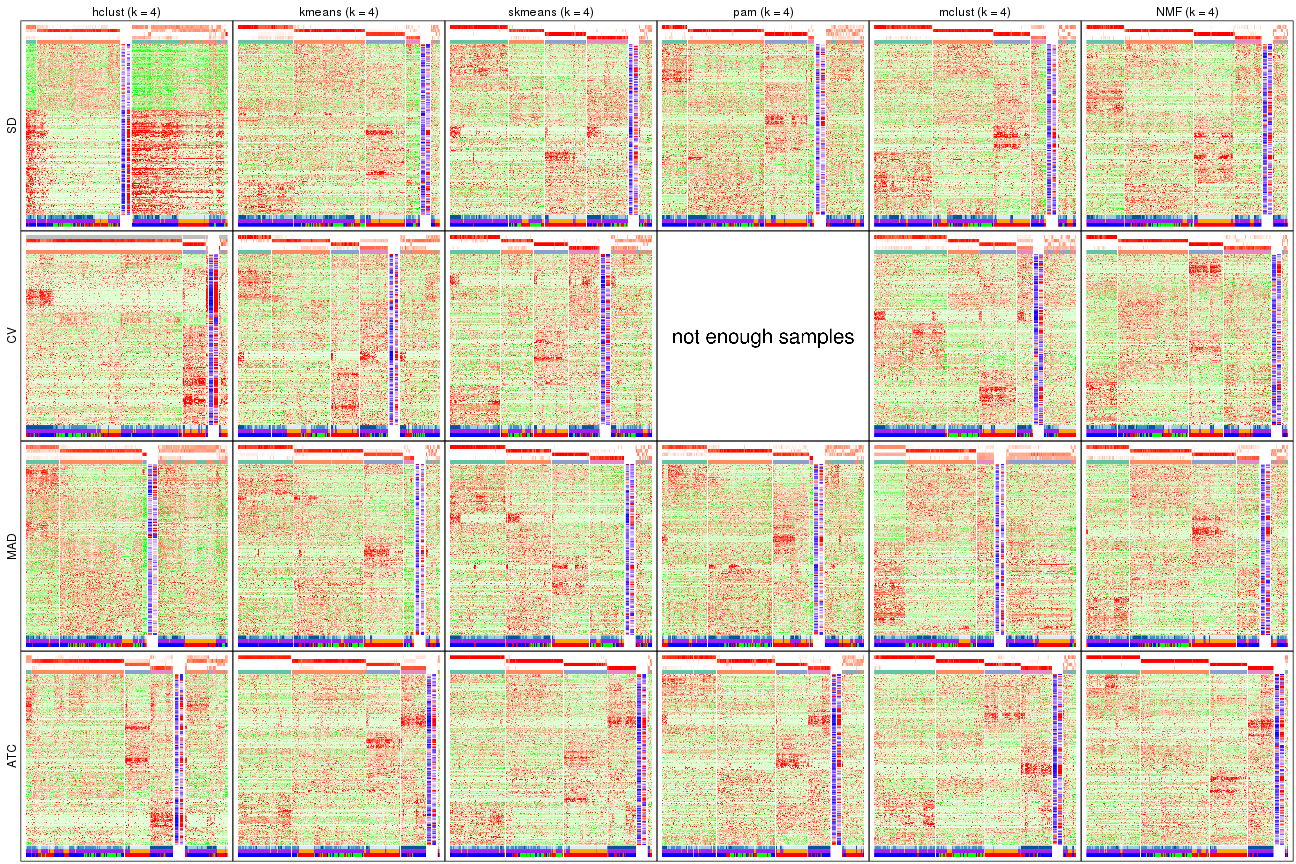 hclust (k = 4) kmeans (k = 4) skmeans (k = 4) pam (k = 4) mclust (k = 4) NMF (k = 4)
SD
CV
not enough samples
MAD
ATC